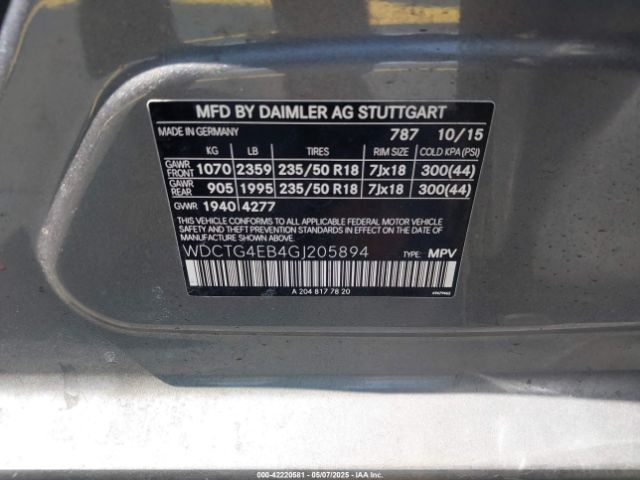 MFD BY DAIMLER AG STUTTGART
MADE IN GERMANY 787 10/15
KG LB TIRES RIM SIZE COLD KPA (PSI)
GAWR FRONT 1070 2359 235/50 R18 7Jx18 300(44)
GAWR REAR 905 1995 235/50 R18 7Jx18 300(44)
GVWR 1940 4277
THIS VEHICLE CONFORMS TO ALL APPLICABLE FEDERAL MOTOR VEHICLE
SAFETY AND THEFT PREVENTION STANDARDS IN EFFECT ON THE DATE
OF MANUFACTURE SHOWN ABOVE.
WDCTG4EB4GJ205894 TYPE: MPV
A 204 817 78 20
000-42220581 - 05/07/2025 - IAA, Inc.